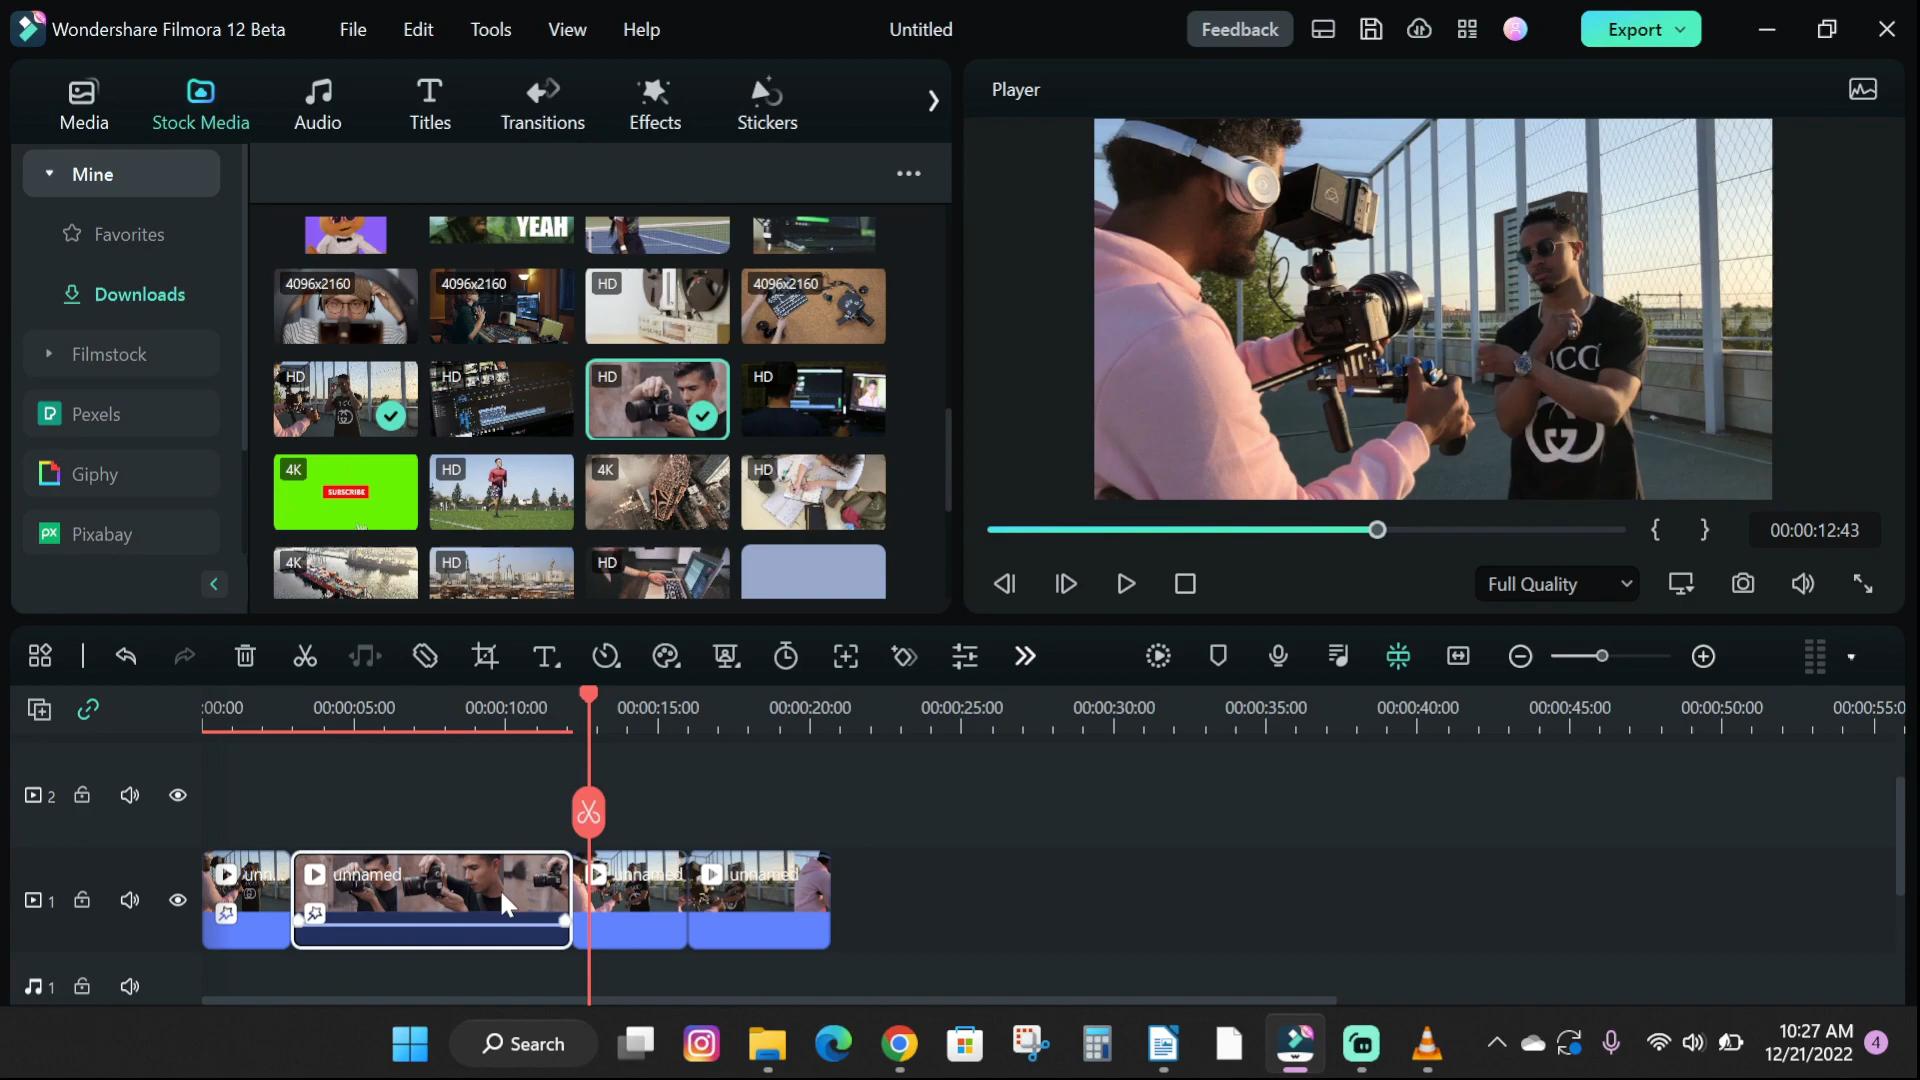 Wondershare Filmora 12 Beta
File
Edit
Tools
View
Help
Untitled
Feedback
Export
Media
Stock Media
Audio
Titles
Transitions
Effects
Stickers
Player
Mine
Favorites
Downloads
Filmstock
Pexels
Giphy
px Pixabay
YEAH
4096x2160
4096x2160
HD
4096x2160
HD
HD
HD
HD
4K
SUBSCRIBE
HD
4K
HD
4K
HD
HD
00:00:12:43
Full Quality
:00:00
00:00:05:00
00:00:10:00
00:00:15:00
00:00:20:00
00:00:25:00
00:00:30:00
00:00:35:00
00:00:40:00
00:00:45:00
00:00:50:00
00:00:55:0
2
1
unn...
unnamed
unnamed
unnamed
1
Search
10:27 AM
12/21/2022
4